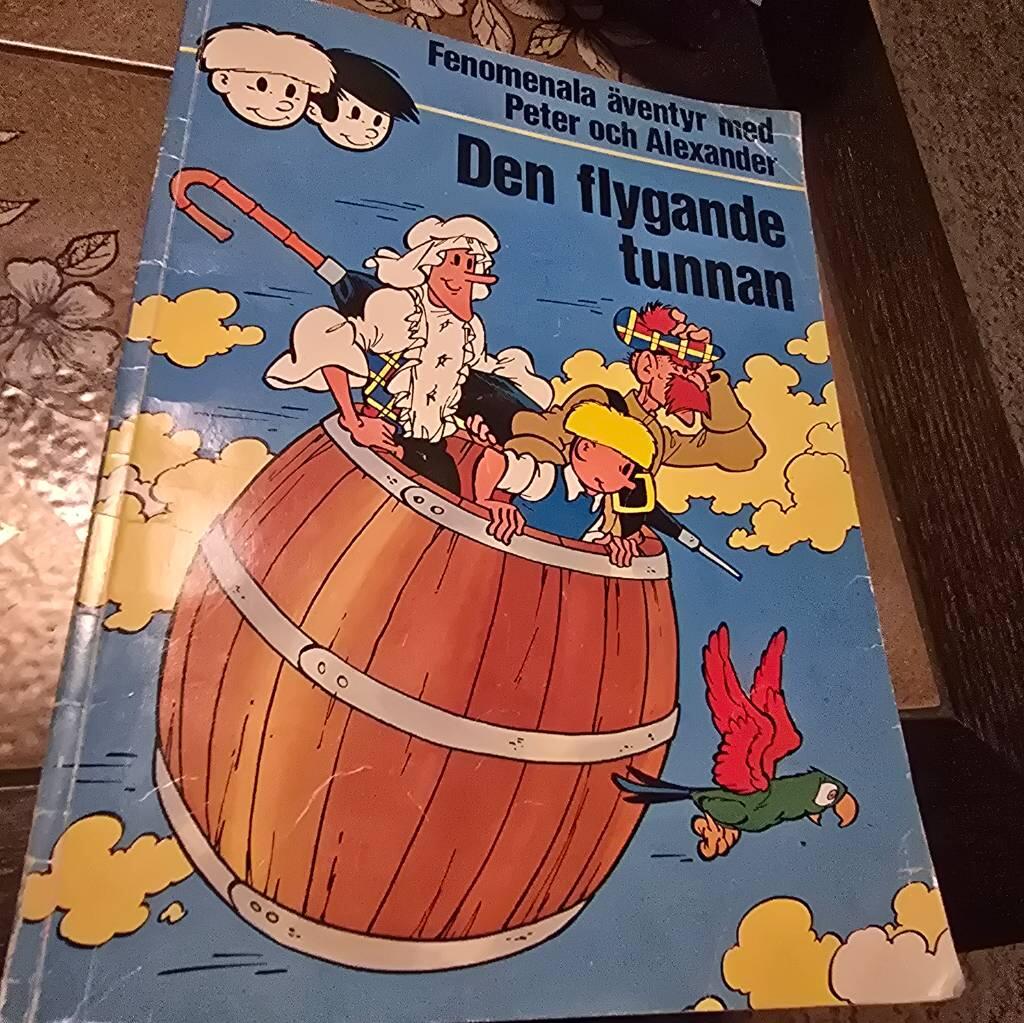 Fenomenala äventyr med
Peter och Alexander
Den flygande
tunnan